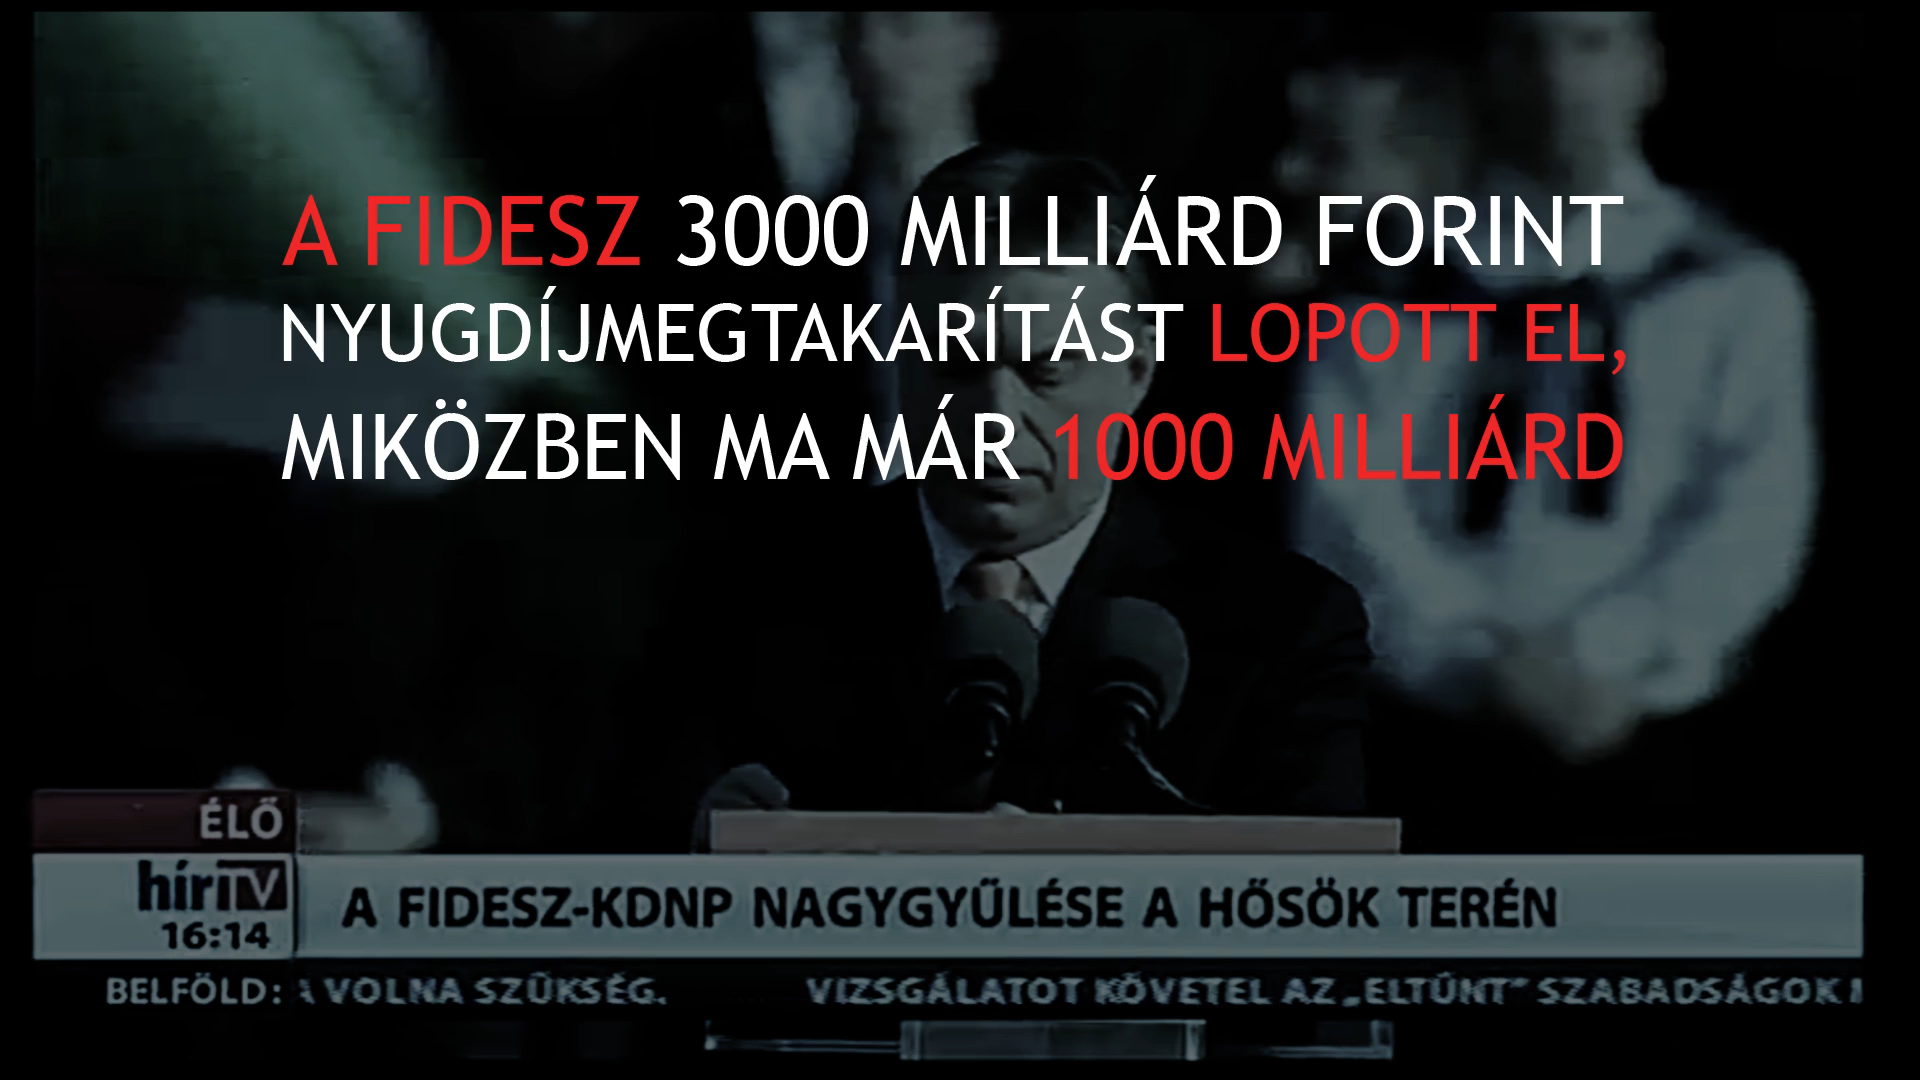 A FIDESZ 3000 MILLIÁRD FORINT
NYUGDÍJMEGTAKARÍTÁST LOPOTT EL,
MIKÖZBEN MA MÁR 1000 MILLIÁRD
ÉLŐ
hírTV
16:14
A FIDESZ-KDNP NAGYGYŰLÉSE A HŐSÖK TERÉN
BELFÖLD: VOLNA SZÜKSÉG. VIZSGÁLATOT KÖVETEL AZ „ELTŰNT” SZABADSÁGOK